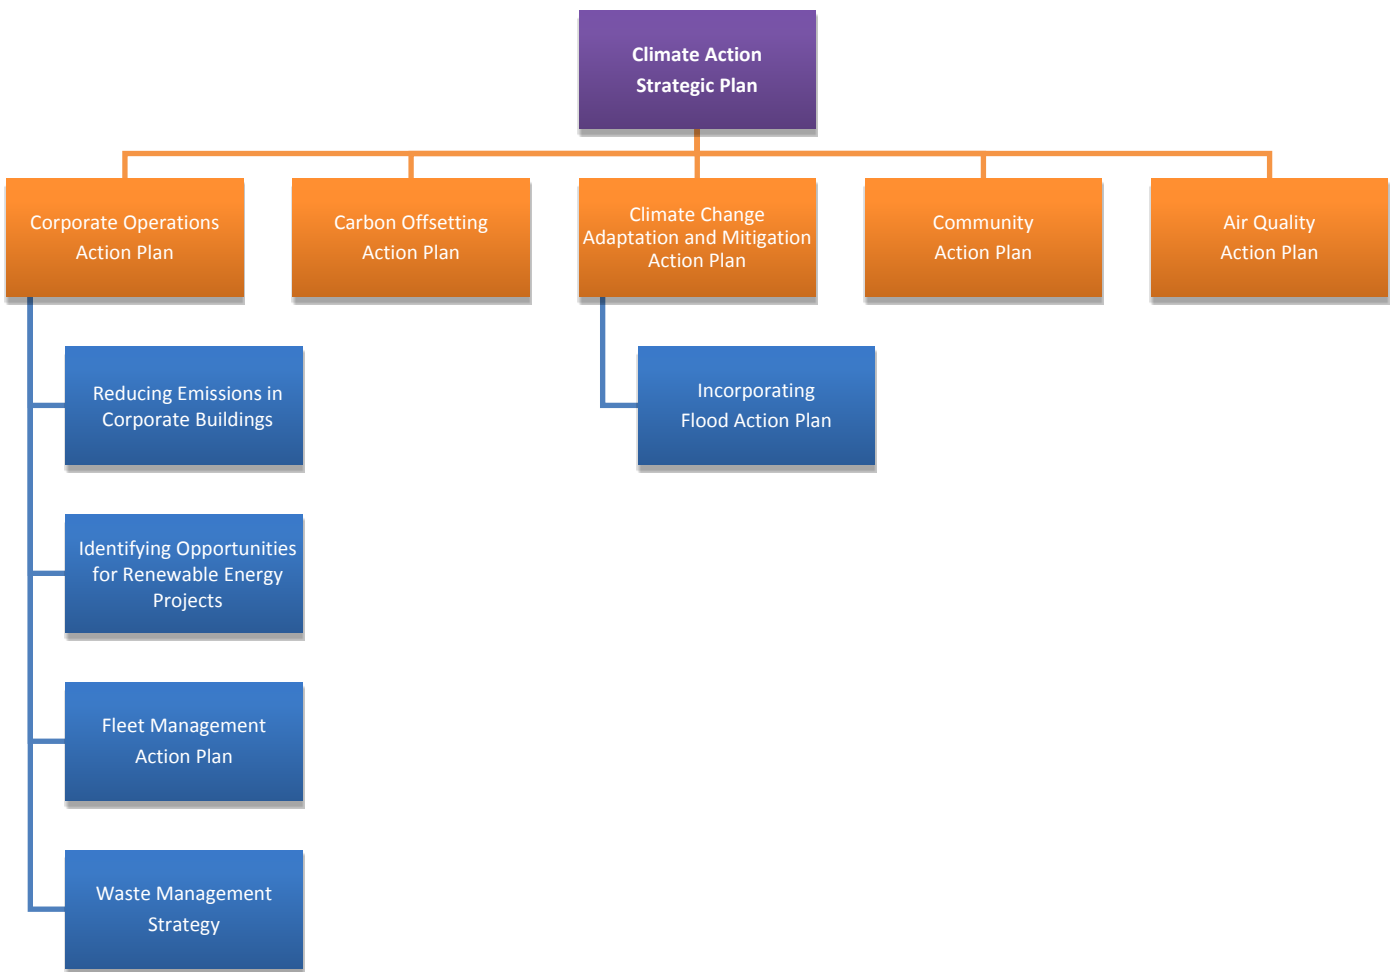 Climate Action
Strategic Plan
Corporate Operations
Action Plan
Carbon Offsetting
Action Plan
Climate Change
Adaptation and Mitigation
Action Plan
Community
Action Plan
Air Quality
Action Plan
Reducing Emissions in
Corporate Buildings
Incorporating
Flood Action Plan
Identifying Opportunities
for Renewable Energy
Projects
Fleet Management
Action Plan
Waste Management
Strategy